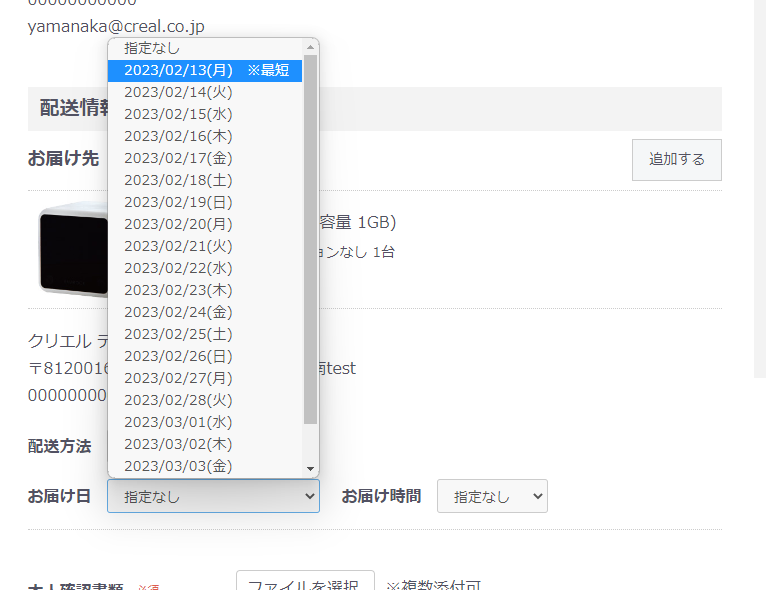 00000000000
yamanaka@creal.co.jp
配送情報
お届け先
追加する
容量 1GB)
ョンなし 1台
クリエル テ
〒8120016
test
00000000
配送方法
指定なし
2023/02/13(月) ※最短
2023/02/14(火)
2023/02/15(水)
2023/02/16(木)
2023/02/17(金)
2023/02/18(土)
2023/02/19(日)
2023/02/20(月)
2023/02/21(火)
2023/02/22(水)
2023/02/23(木)
2023/02/24(金)
2023/02/25(土)
2023/02/26(日)
2023/02/27(月)
2023/02/28(火)
2023/03/01(水)
2023/03/02(木)
2023/03/03(金)
お届け日 指定なし お届け時間 指定なし
本人確認書類 ※必須 ファイルを選択 ※複数添付可